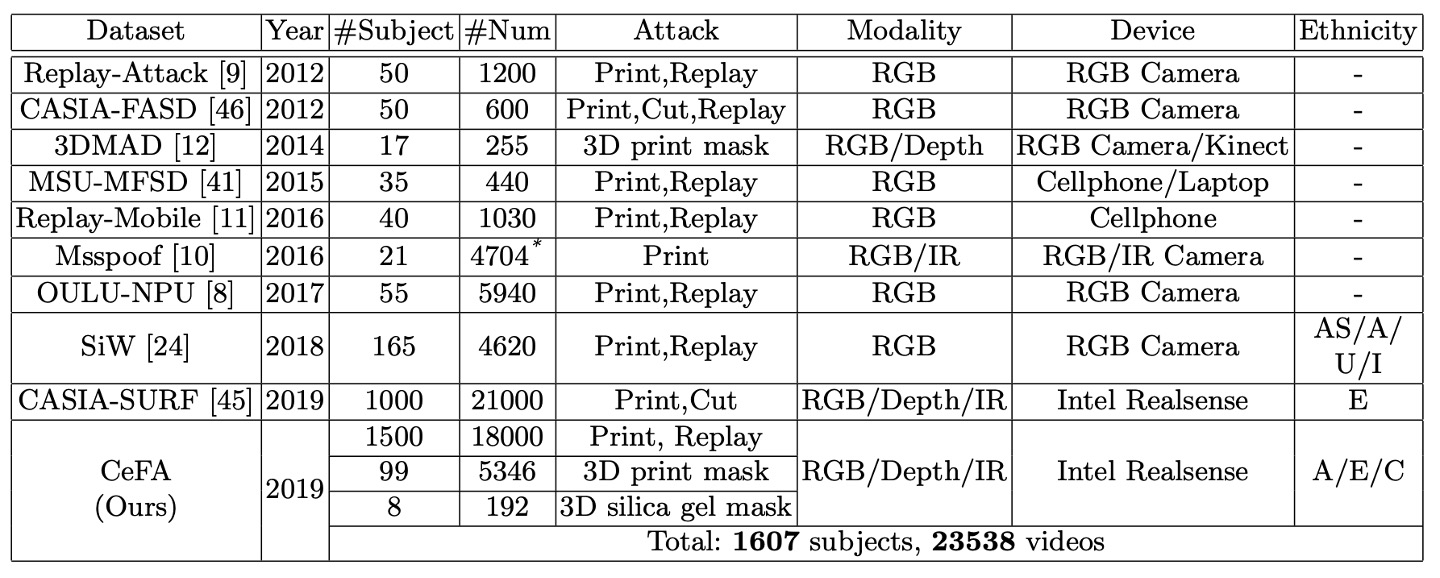 Dataset Year #Subject #Num Attack Modality Device Ethnicity
Replay-Attack [9] 2012 50 1200 Print,Replay RGB RGB Camera -
CASIA-FASD [46] 2012 50 600 Print,Cut,Replay RGB RGB Camera -
3DMAD [12] 2014 17 255 3D print mask RGB/Depth RGB Camera/Kinect -
MSU-MFSD [41] 2015 35 440 Print,Replay RGB Cellphone/Laptop -
Replay-Mobile [11] 2016 40 1030 Print,Replay RGB Cellphone -
Msspoof [10] 2016 21 4704* Print RGB/IR RGB/IR Camera -
OULU-NPU [8] 2017 55 5940 Print,Replay RGB RGB Camera -
SiW [24] 2018 165 4620 Print,Replay RGB RGB Camera AS/A/
U/I
CASIA-SURF [45] 2019 1000 21000 Print,Cut RGB/Depth/IR Intel Realsense E
CeFA
(Ours)
2019
1500 18000 Print, Replay
99 5346 3D print mask
8 192 3D silica gel mask
RGB/Depth/IR Intel Realsense A/E/C
Total: 1607 subjects, 23538 videos